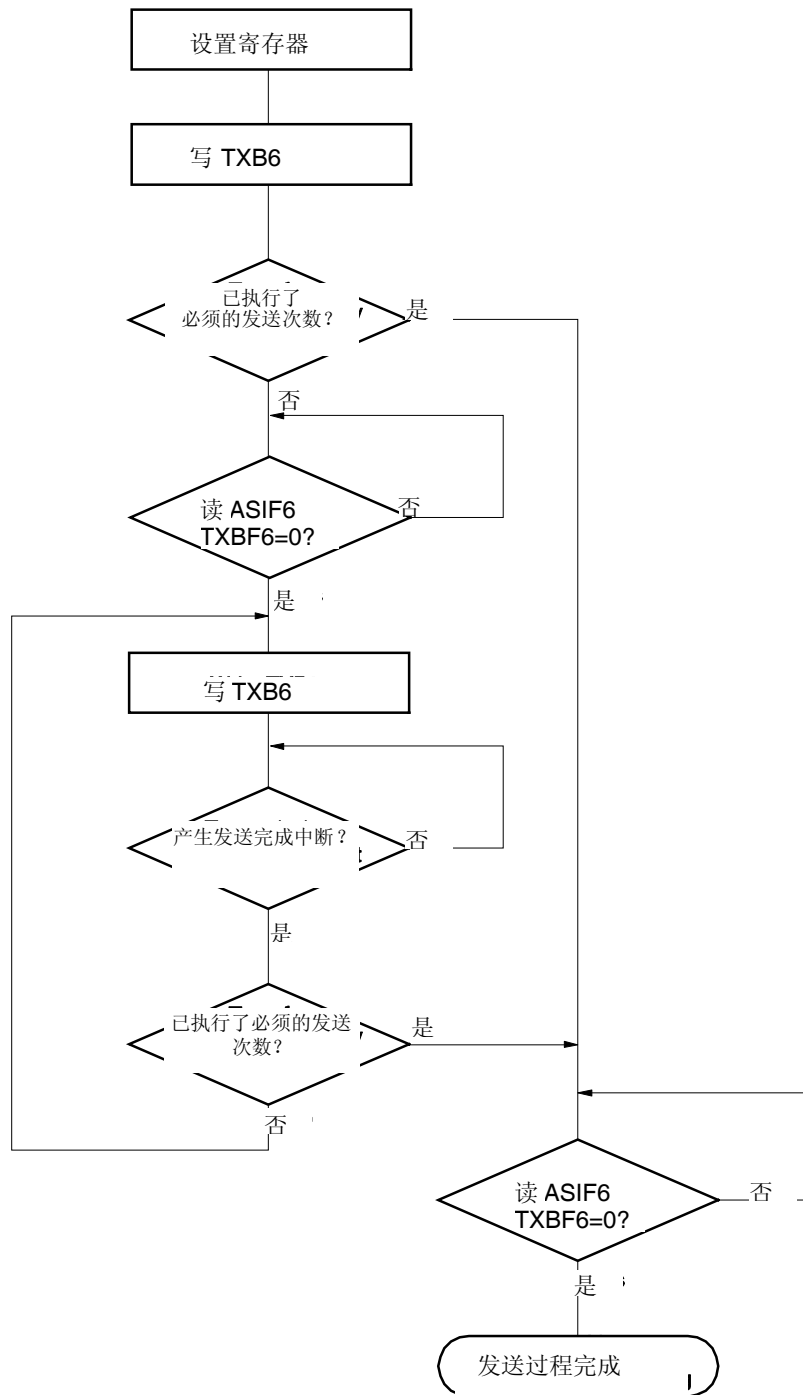 设置寄存器
写 TXB6
已执行了
必须的发送次数？
是
否
读 ASIF6
TXBF6=0?
否
是
写 TXB6
产生发送完成中断？
否
是
已执行了必须的发送
次数？
是
否
读 ASIF6
TXBF6=0?
否
是
发送过程完成